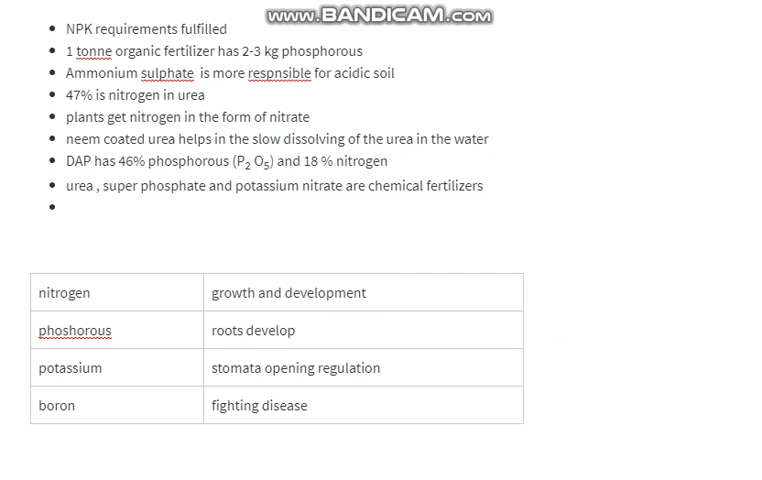 www.BANDICAM.com
NPK requirements fulfilled
1 tonne organic fertilizer has 2-3 kg phosphorous
Ammonium sulphate is more respnsible for acidic soil
47% is nitrogen in urea
plants get nitrogen in the form of nitrate
neem coated urea helps in the slow dissolving of the urea in the water
DAP has 46% phosphorous (P₂ O₅) and 18 % nitrogen
urea , super phosphate and potassium nitrate are chemical fertilizers
nitrogen growth and development
phoshorous roots develop
potassium stomata opening regulation
boron fighting disease